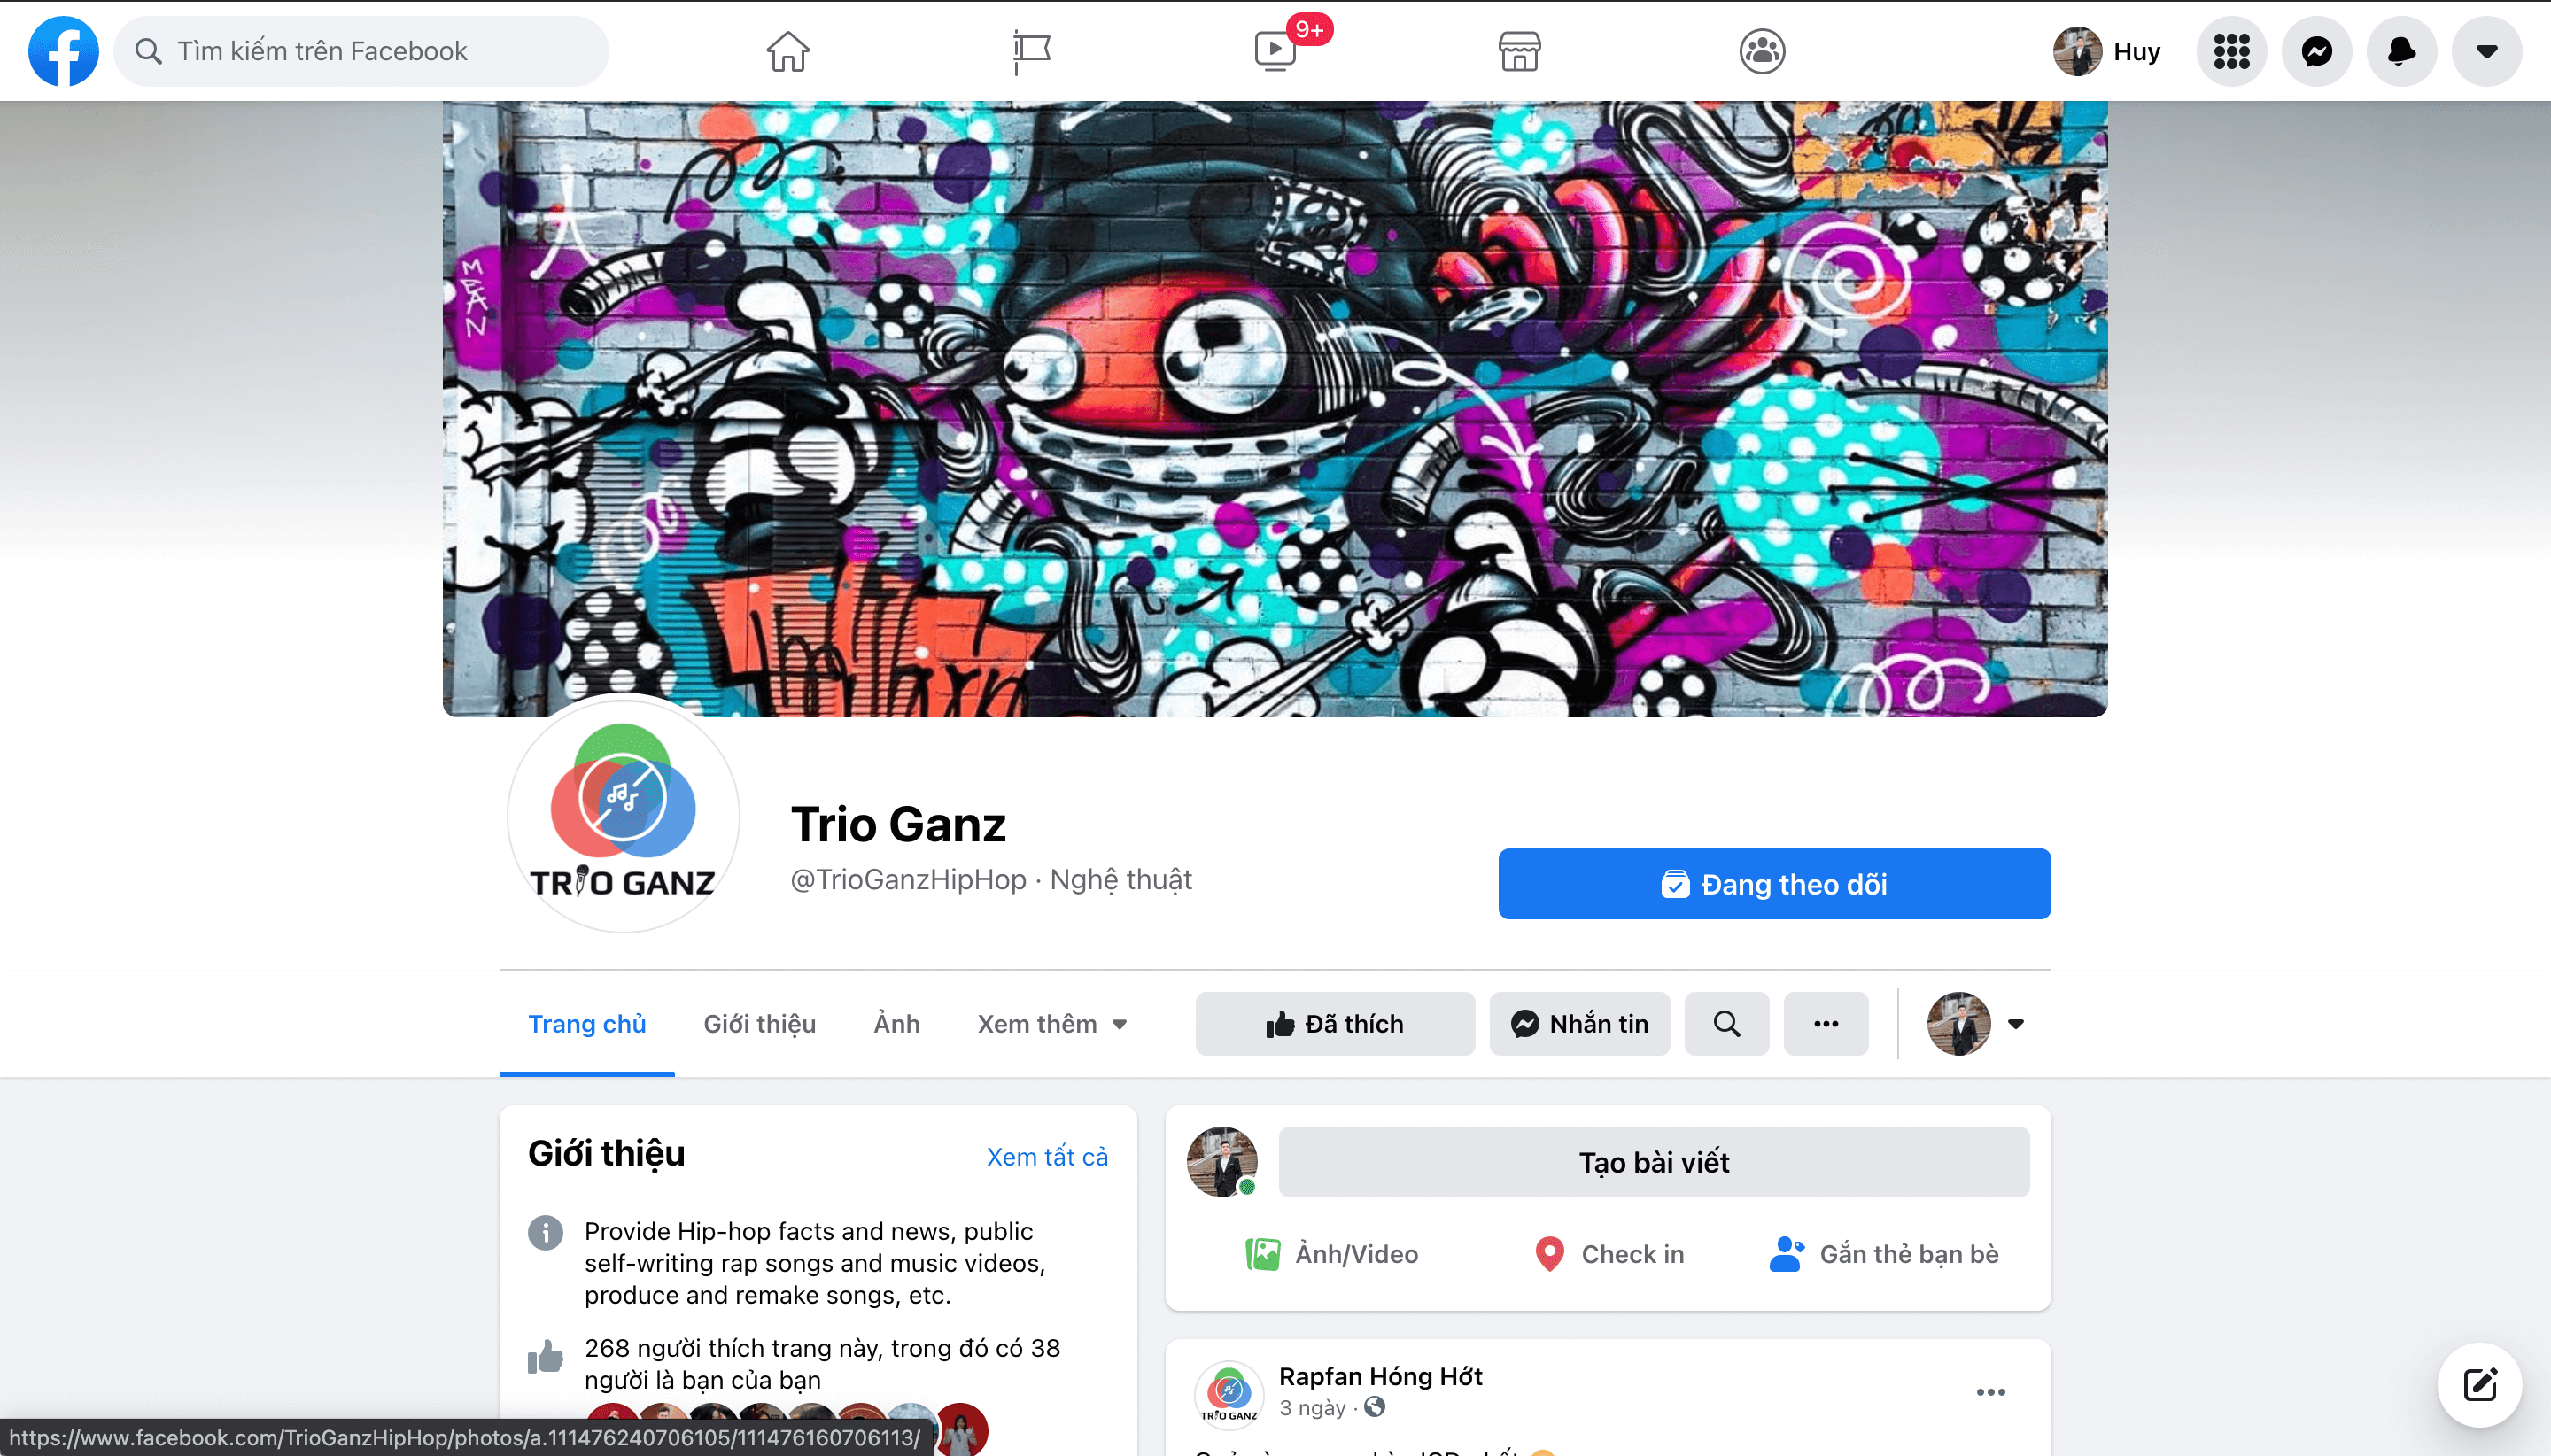 Tìm kiếm trên Facebook
9+
Huy
MEAN
TRIO GANZ
Trio Ganz
@TrioGanzHipHop · Nghệ thuật
Đang theo dõi
Trang chủ
Giới thiệu
Ảnh
Xem thêm
Đã thích
Nhắn tin
Giới thiệu
Xem tất cả
Provide Hip-hop facts and news, public
self-writing rap songs and music videos,
produce and remake songs, etc.
268 người thích trang này, trong đó có 38
người là bạn của bạn
Tạo bài viết
Ảnh/Video
Check in
Gắn thẻ bạn bè
TRIO GANZ
Rapfan Hóng Hớt
3 ngày ·
https://www.facebook.com/TrioGanzHipHop/photos/a.111476240706105/111476160706113/